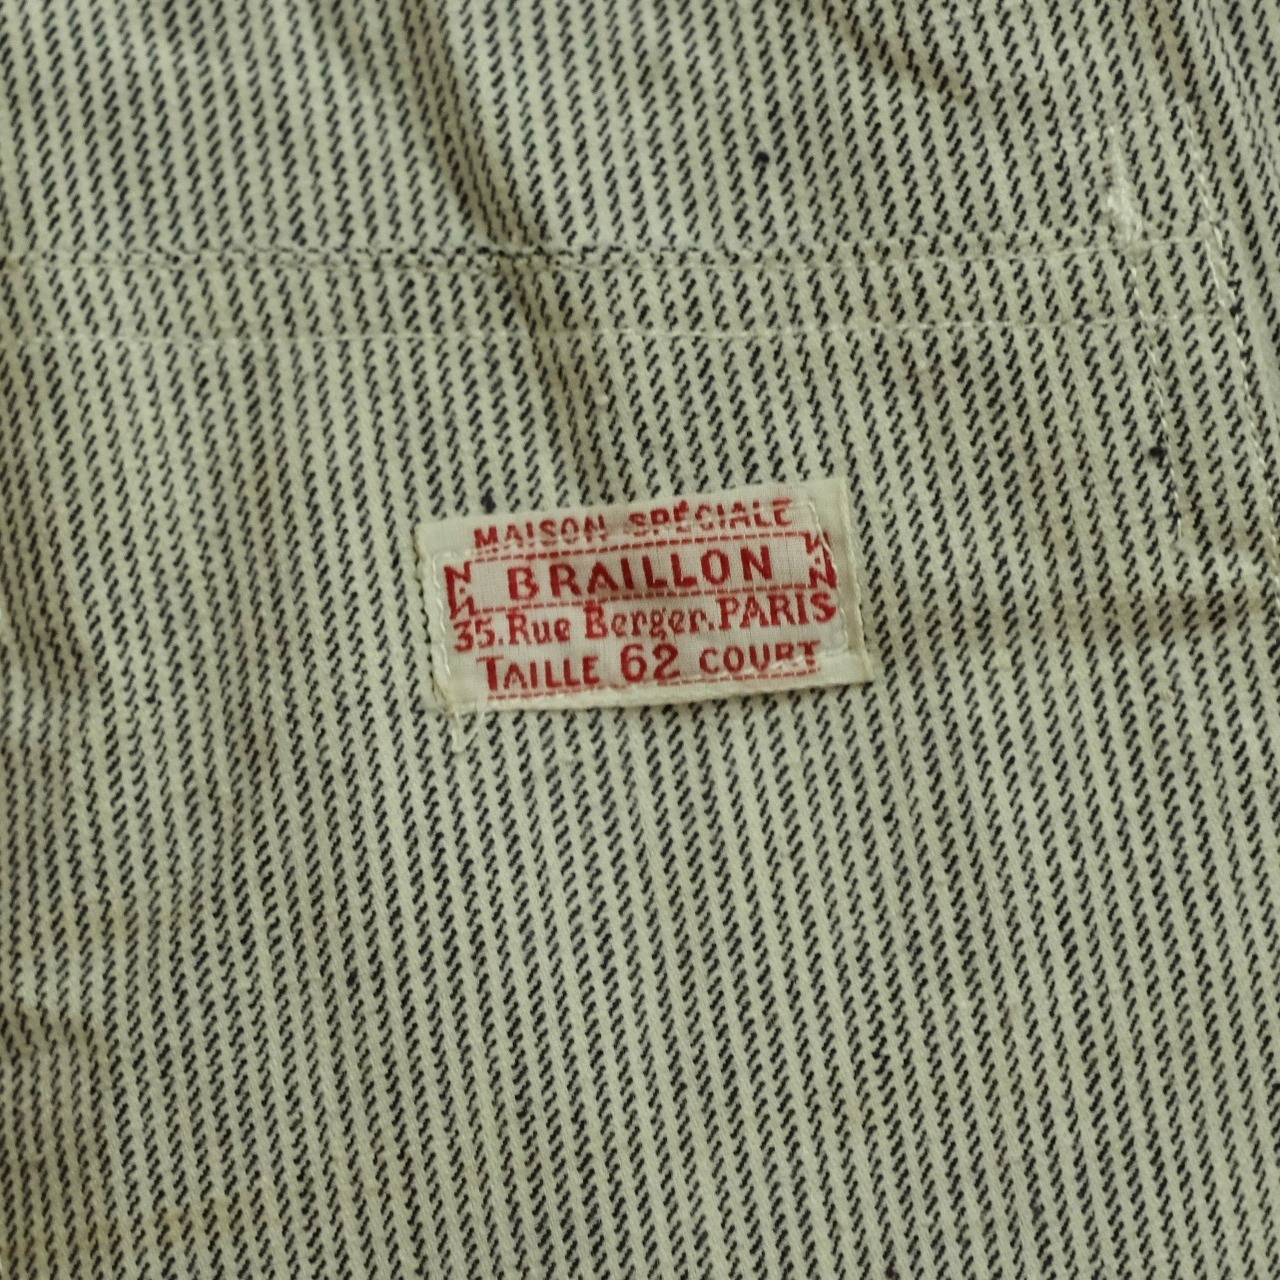 MAISON SPÉCIALE
BRAILLON
35. Rue Berger. PARIS
TAILLE 62 COURT